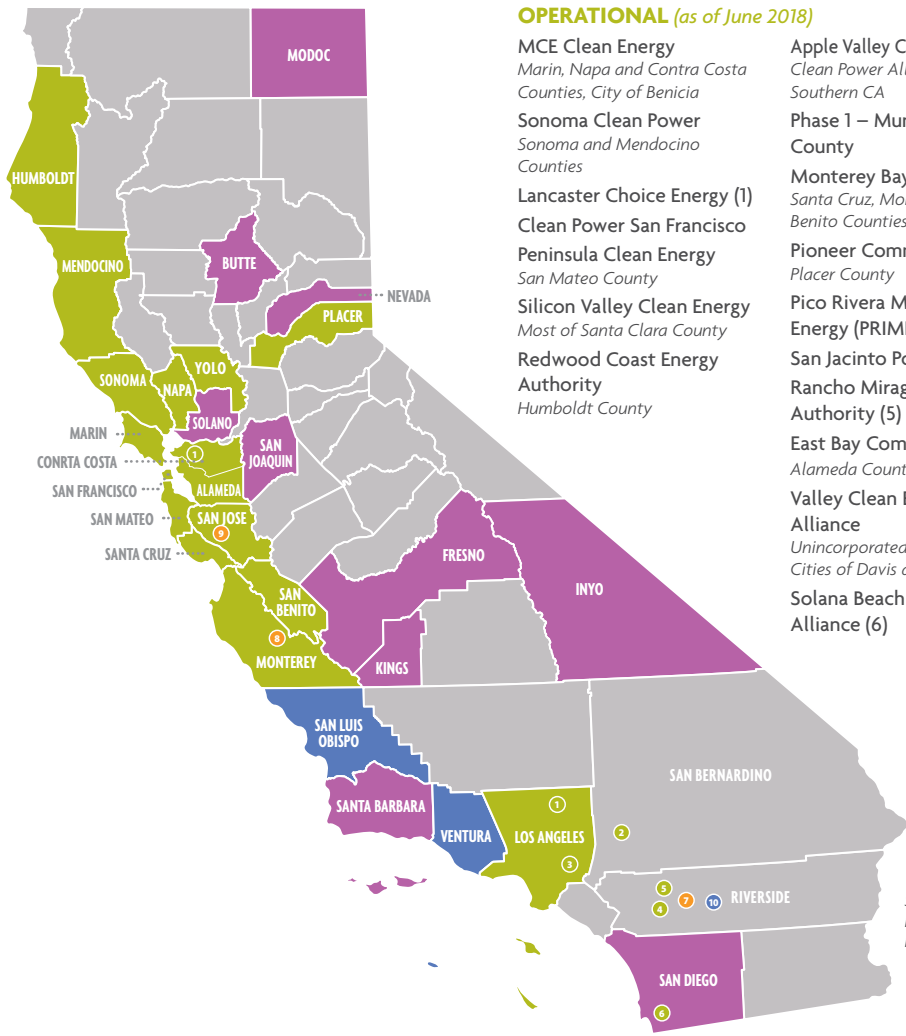 OPERATIONAL (as of June 2018)
MCE Clean Energy
Marin, Napa and Contra Costa
Counties, City of Benicia
Sonoma Clean Power
Sonoma and Mendocino
Counties
Lancaster Choice Energy (1)
Clean Power San Francisco
Peninsula Clean Energy
San Mateo County
Silicon Valley Clean Energy
Most of Santa Clara County
Redwood Coast Energy
Authority
Humboldt County
Apple Valley C
Clean Power All
Southern CA
Phase 1 – Mu
County
Monterey Bay
Santa Cruz, Mo
Benito Counties
Pioneer Comm
Placer County
Pico Rivera M
Energy (PRIM
San Jacinto Po
Rancho Mirag
Authority (5)
East Bay Com
Alameda Count
Valley Clean E
Alliance
Unincorporated
Cities of Davis
Solana Beach
Alliance (6)
MODOC
HUMBOLDT
MENDOCINO
BUTTE
NEVADA
PLACER
SONOMA
NAPA
YOLO
SOLANO
MARIN
CONRTA COSTA
1
SAN
JOAQUIN
SAN FRANCISCO
ALAMEDA
SAN MATEO
SAN JOSE
9
SANTA CRUZ
FRESNO
INYO
SAN
BENITO
8
MONTEREY
KINGS
SAN LUIS
OBISPO
SAN BERNARDINO
SANTA BARBARA
VENTURA
1
LOS ANGELES
3
2
5
4
7
10
RIVERSIDE
SAN DIEGO
6